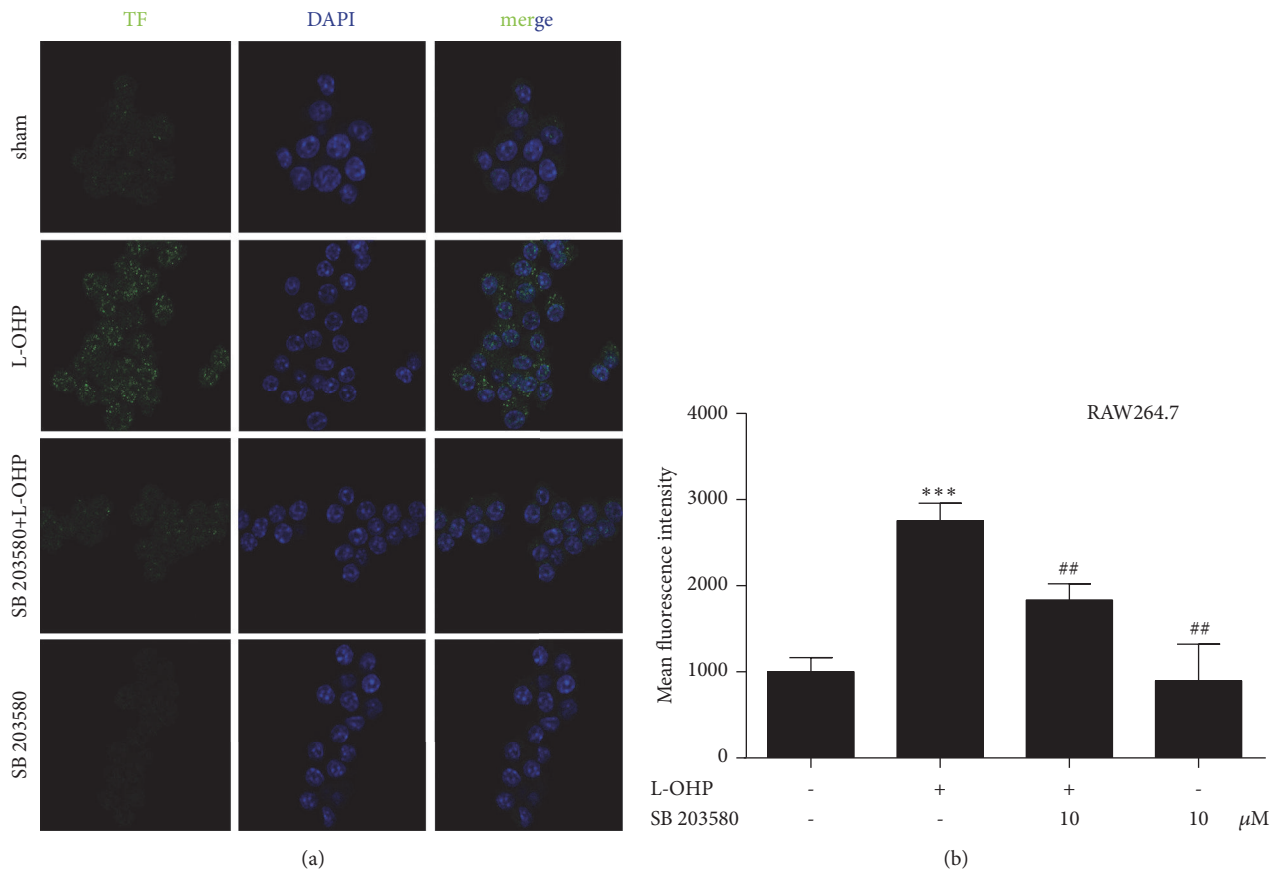 TF DAPI merge
sham
L-OHP
SB 203580+L-OHP
SB 203580
(a)
RAW264.7
Mean fluorescence intensity
4000
3000
2000
1000
0
***
##
##
L-OHP - + + -
SB 203580 - - 10 10 μM
(b)